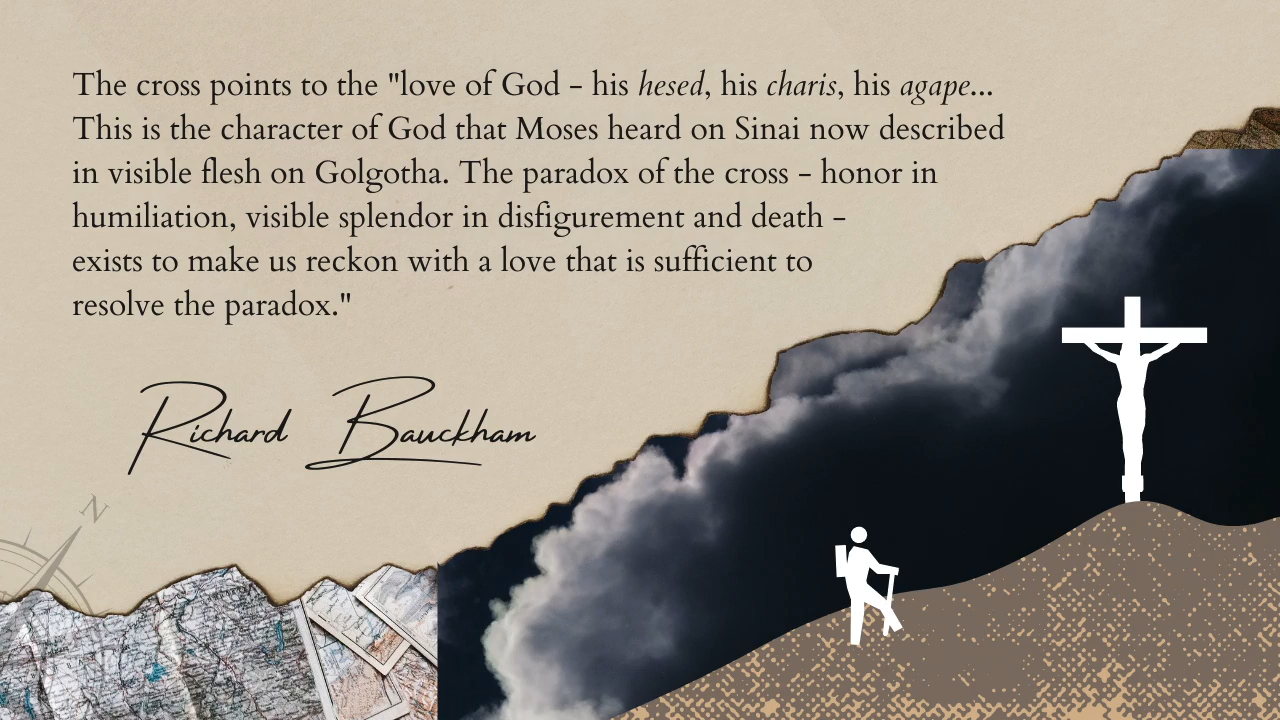 The cross points to the "love of God – his hesed, his charis, his agape...
This is the character of God that Moses heard on Sinai now described
in visible flesh on Golgotha. The paradox of the cross – honor in
humiliation, visible splendor in disfigurement and death –
exists to make us reckon with a love that is sufficient to
resolve the paradox."
Richard Bauckham
N